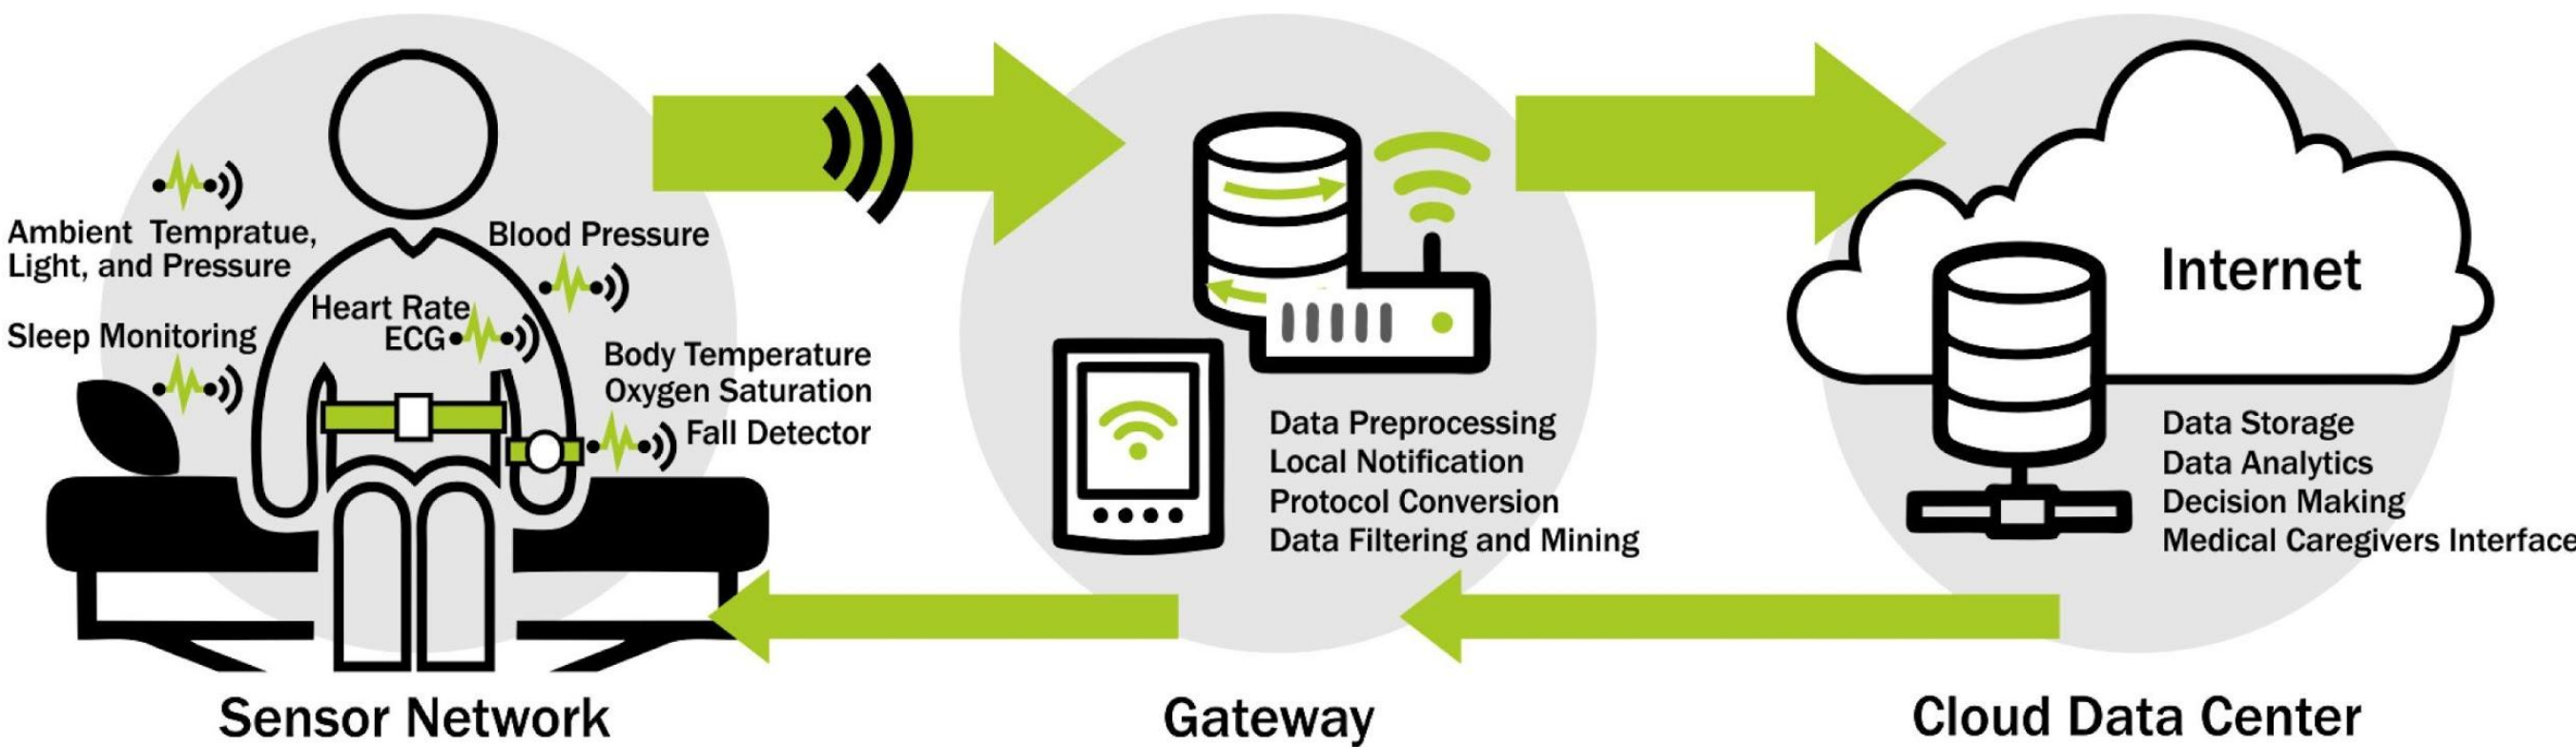 Ambient Tempratue,
Light, and Pressure
Sleep Monitoring
Heart Rate
ECG
Blood Pressure
Body Temperature
Oxygen Saturation
Fall Detector
Sensor Network
Data Preprocessing
Local Notification
Protocol Conversion
Data Filtering and Mining
Gateway
Internet
Data Storage
Data Analytics
Decision Making
Medical Caregivers Interface
Cloud Data Center